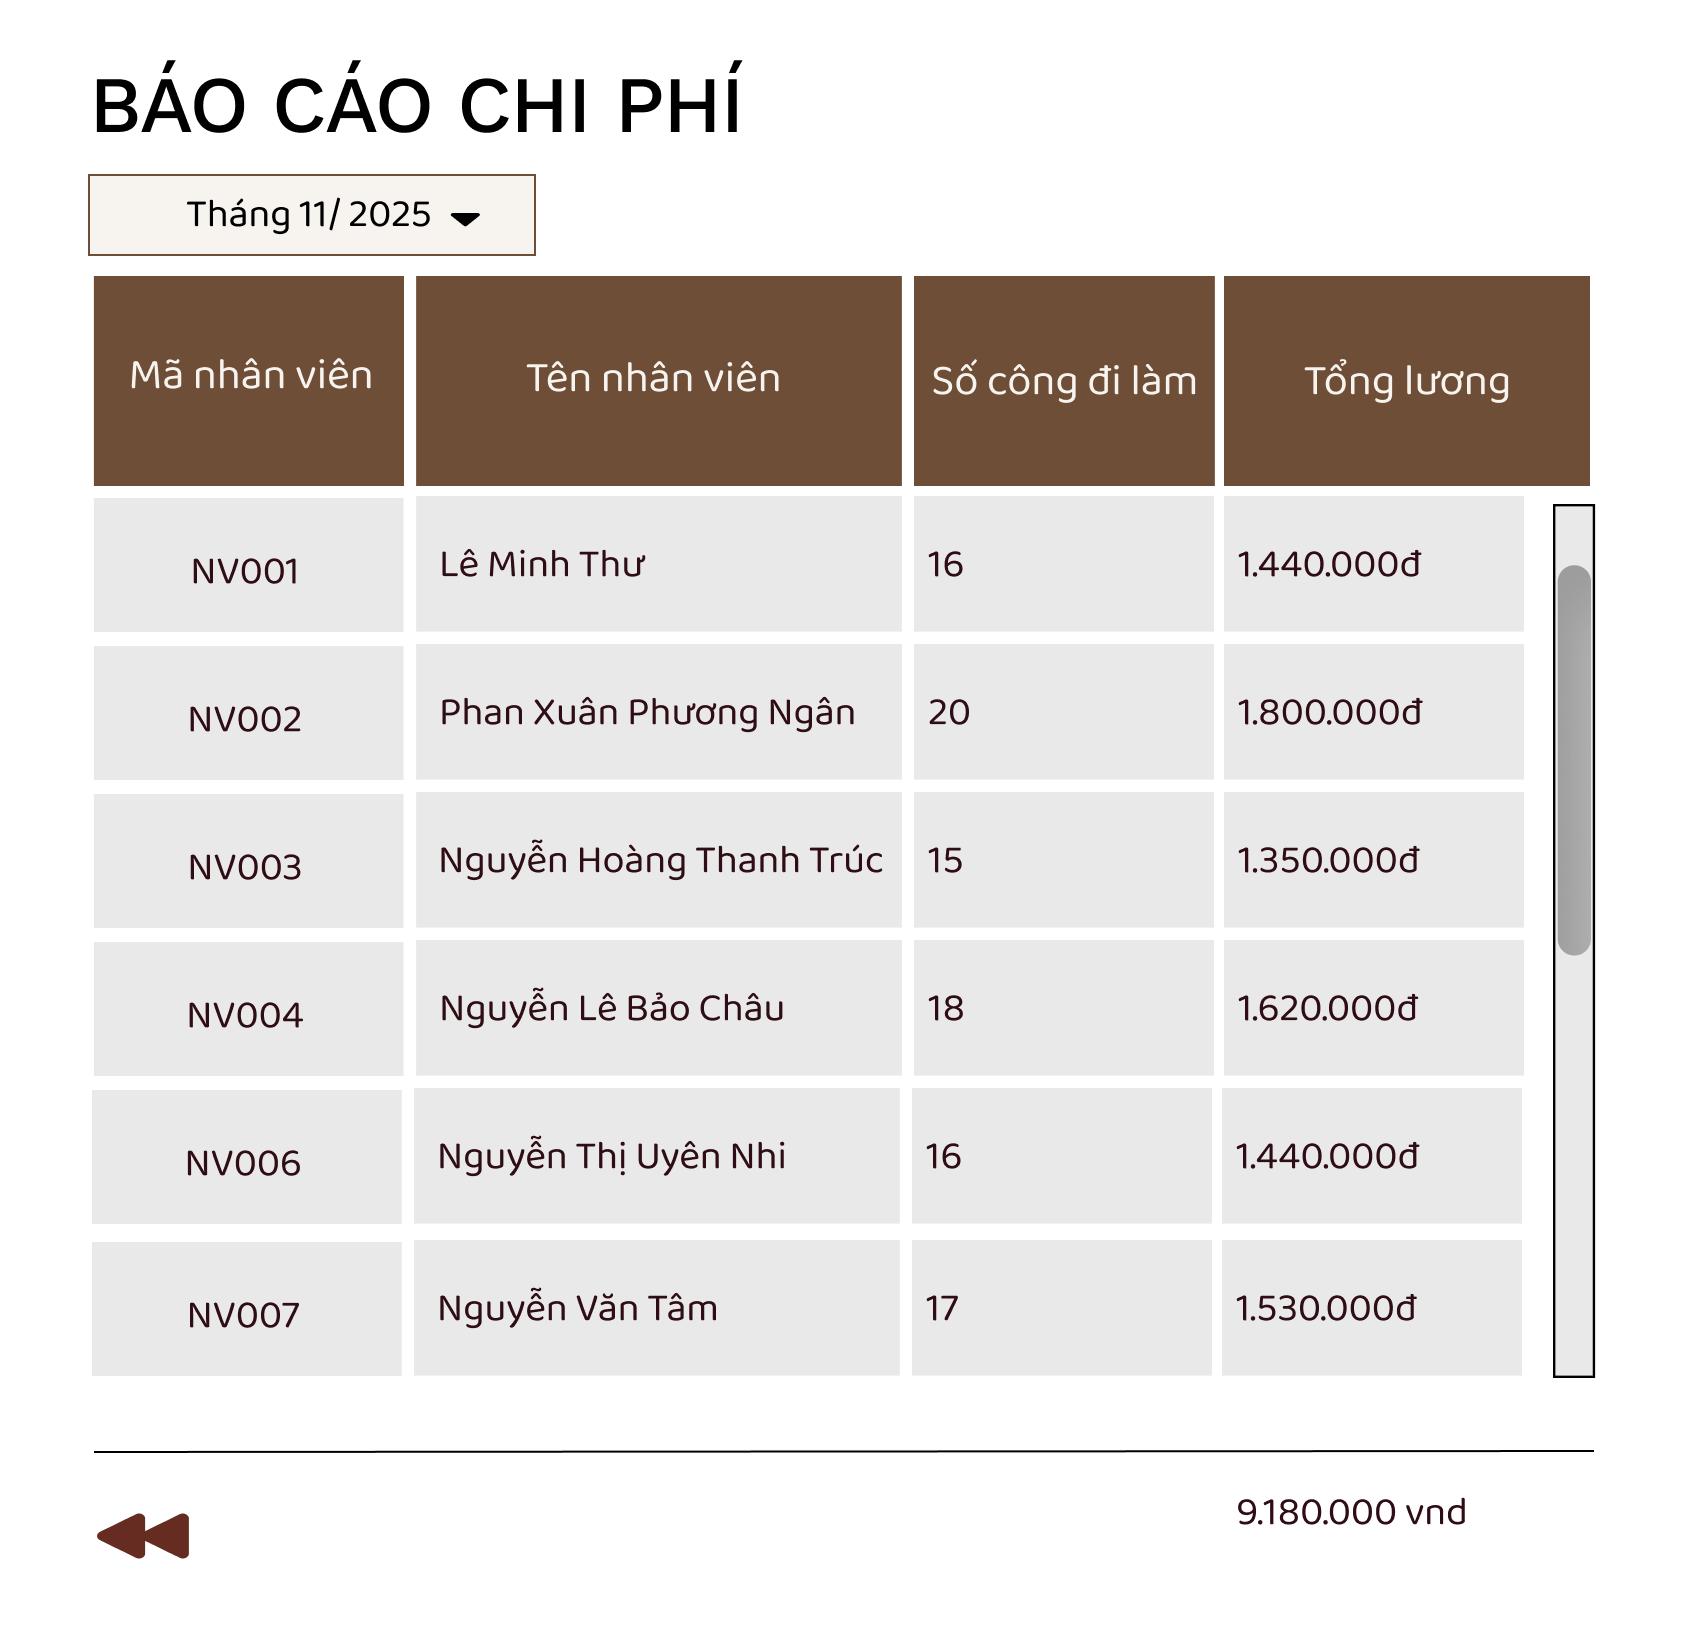 BÁO CÁO CHI PHÍ
Tháng 11/ 2025
Mã nhân viên Tên nhân viên Số công đi làm Tổng lương
NV001 Lê Minh Thư 16 1.440.000đ
NV002 Phan Xuân Phương Ngân 20 1.800.000đ
NV003 Nguyễn Hoàng Thanh Trúc 15 1.350.000đ
NV004 Nguyễn Lê Bảo Châu 18 1.620.000đ
NV006 Nguyễn Thị Uyên Nhi 16 1.440.000đ
NV007 Nguyễn Văn Tâm 17 1.530.000đ
9.180.000 vnd